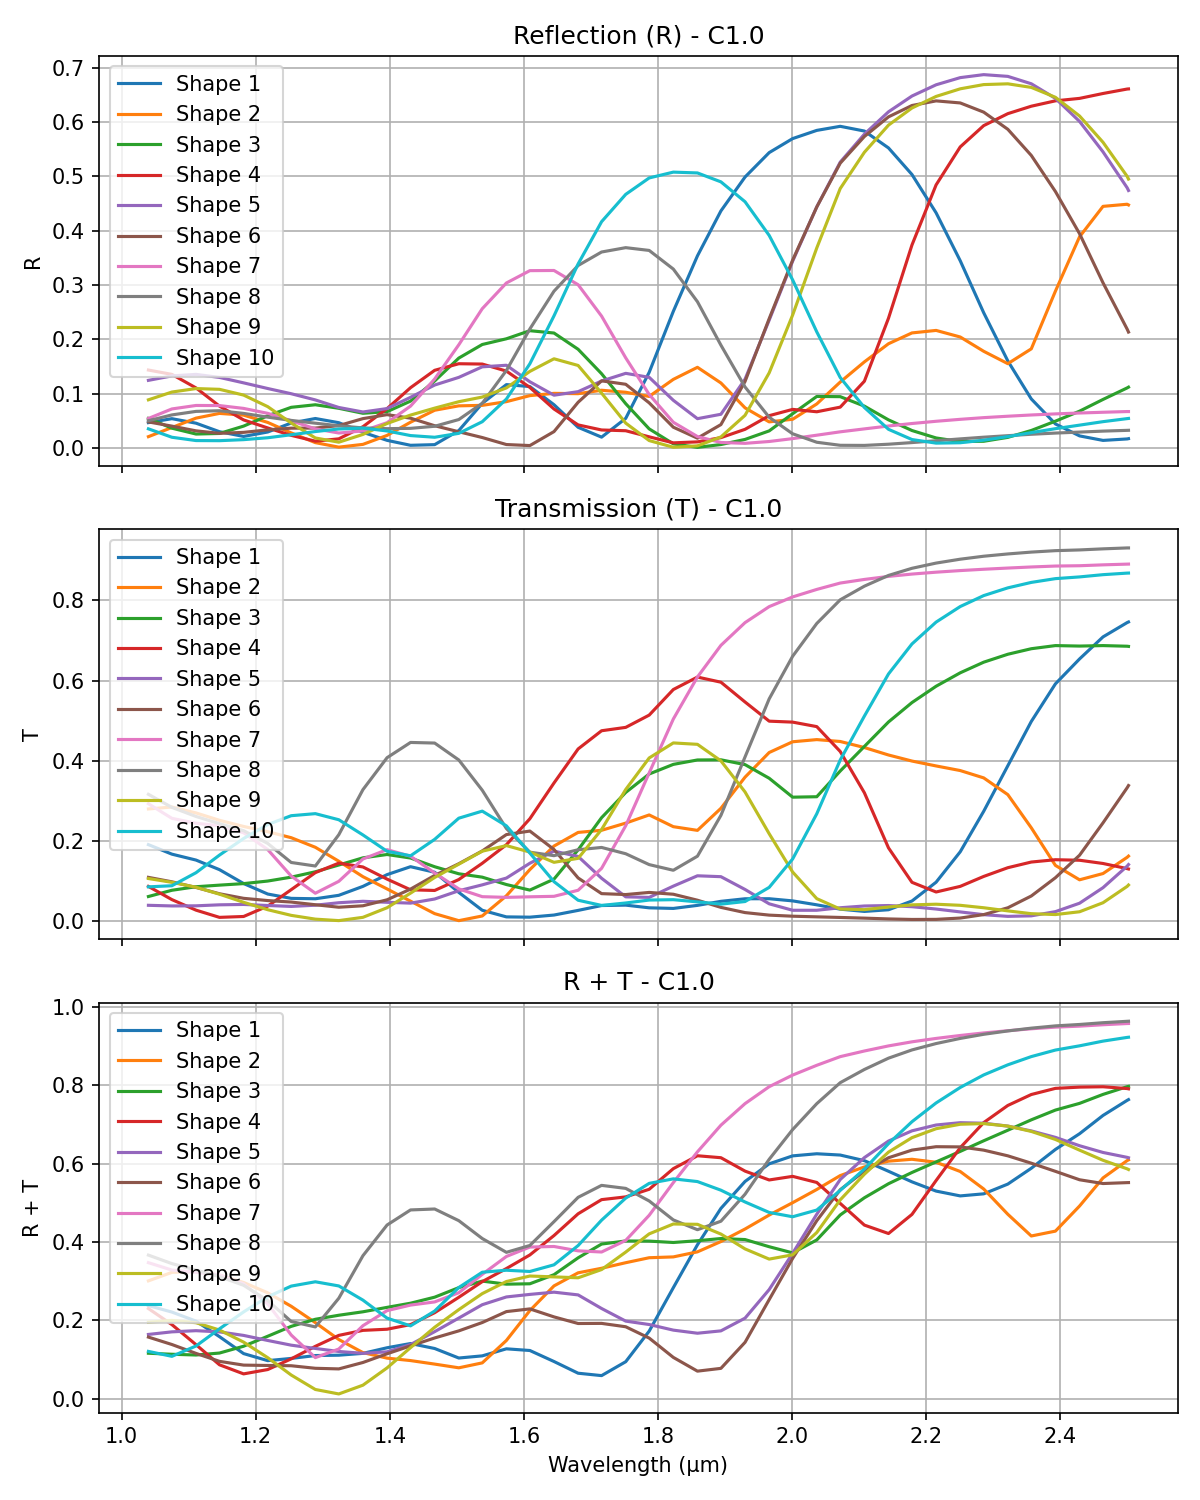 Reflection (R) - C1.0
0.7
0.6
0.5
0.4
0.3
0.2
0.1
0.0
R
Shape 1
Shape 2
Shape 3
Shape 4
Shape 5
Shape 6
Shape 7
Shape 8
Shape 9
Shape 10
Transmission (T) - C1.0
0.8
0.6
0.4
0.2
0.0
T
Shape 1
Shape 2
Shape 3
Shape 4
Shape 5
Shape 6
Shape 7
Shape 8
Shape 9
Shape 10
R + T - C1.0
1.0
0.8
0.6
0.4
0.2
0.0
R + T
Shape 1
Shape 2
Shape 3
Shape 4
Shape 5
Shape 6
Shape 7
Shape 8
Shape 9
Shape 10
1.0 1.2 1.4 1.6 1.8 2.0 2.2 2.4
Wavelength (μm)